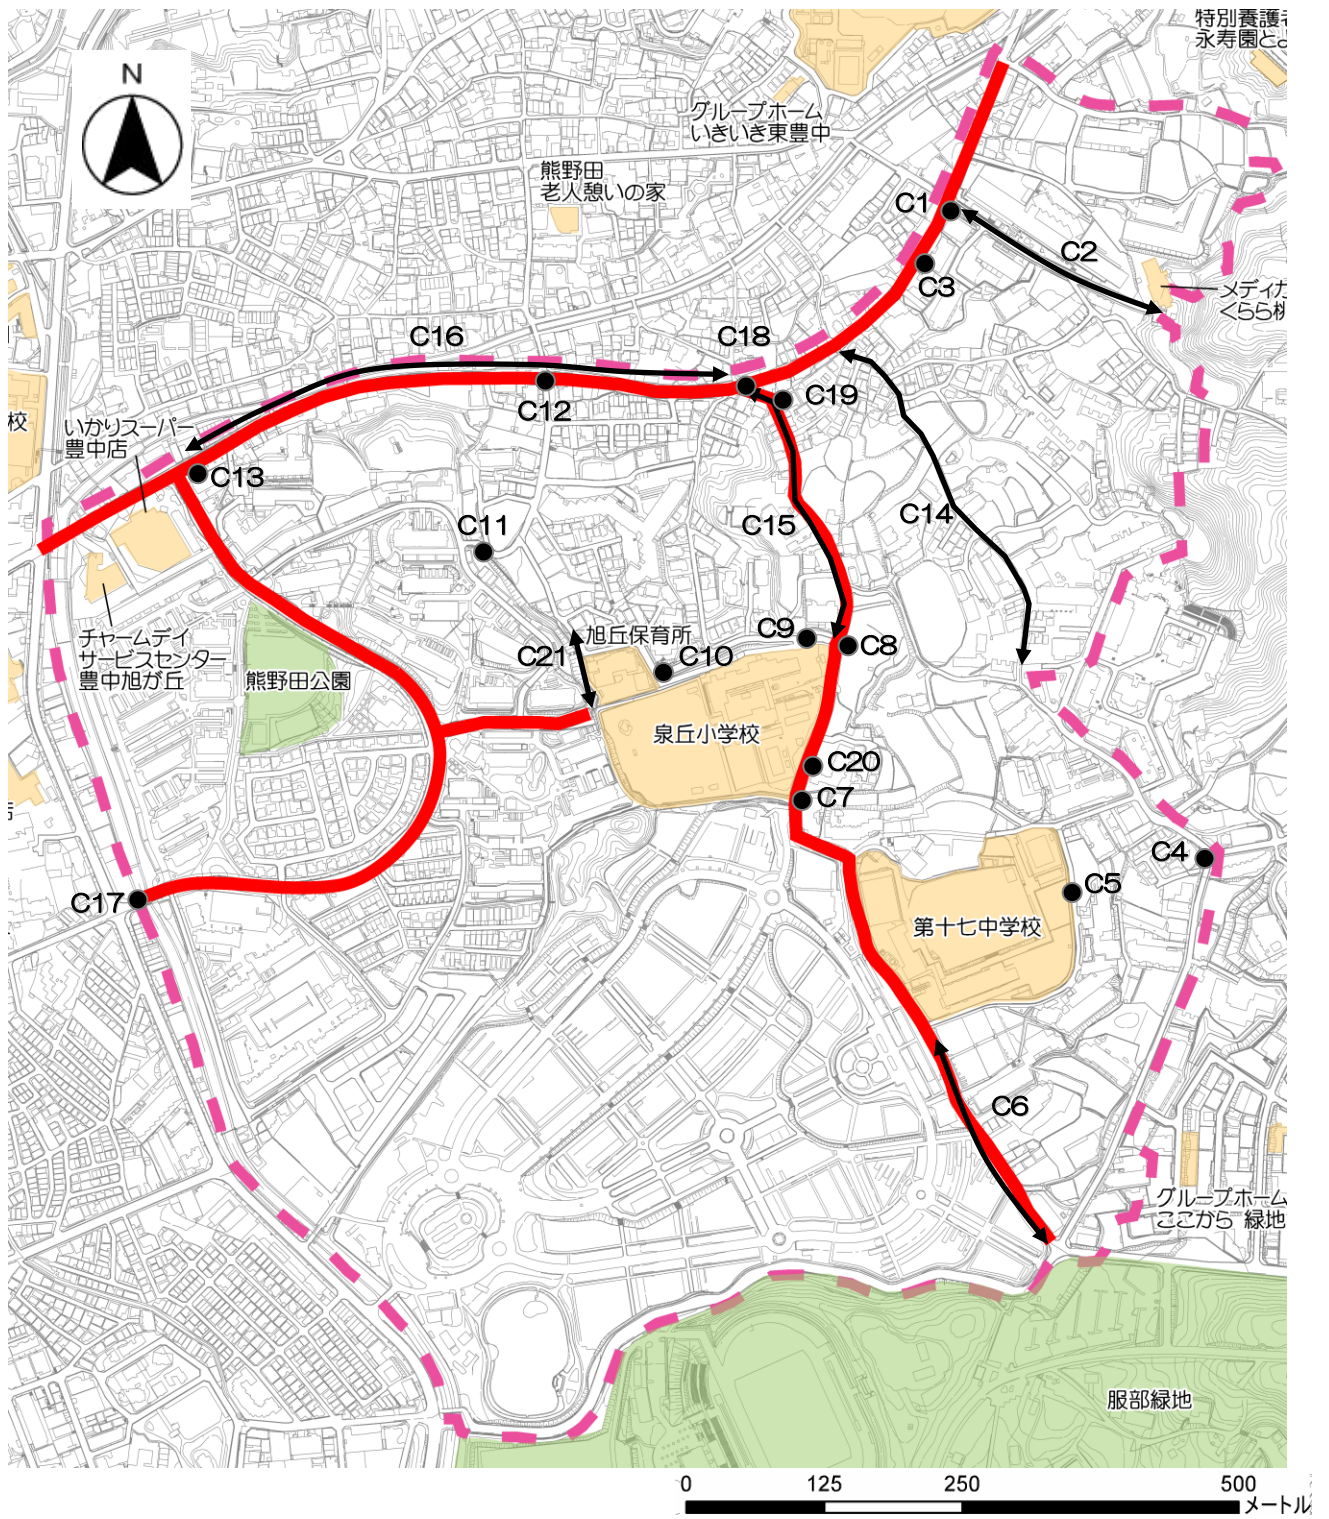 特別養護老
永寿園とよ
N
グループホーム
いきいき東豊中
熊野田
老人憩いの家
C1
C2
C3
メディカ
くらら桃
C16
C18
C19
C12
校
いかりスーパー
豊中店
C13
C11
C15
C14
チャームデイ
サービスセンター
豊中旭が丘
旭丘保育所
C9
C8
C21
C10
熊野田公園
泉丘小学校
C20
C7
C4
C5
C17
第十七中学校
C6
グループホーム
ここから 緑地
服部緑地
0 125 250 500
メートル